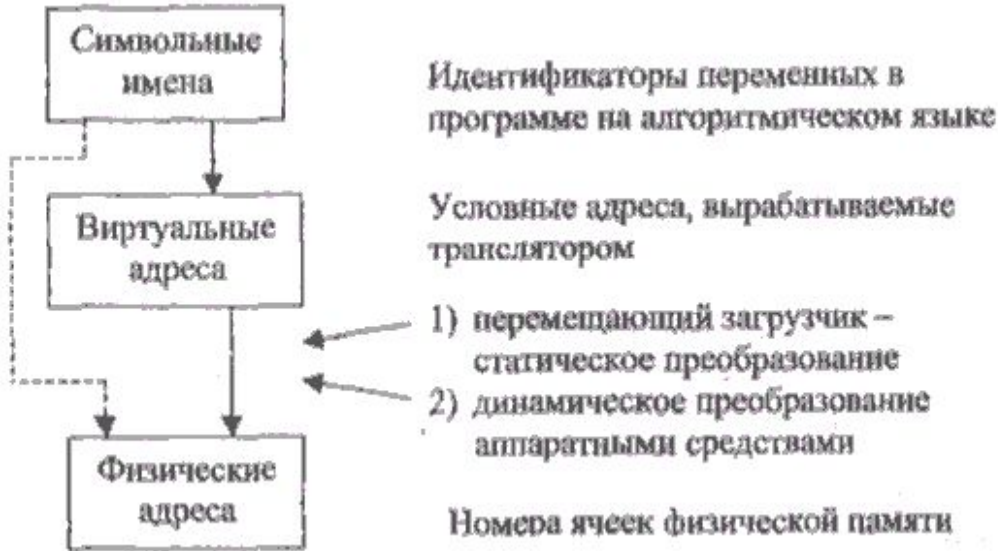 Символьные
имена
Идентификаторы переменных в
программе на алгоритмическом языке
Виртуальные
адреса
Условные адреса, вырабатываемые
транслятором
1) перемещающий загрузчик –
статическое преобразование
2) динамическое преобразование
аппаратными средствами
Физические
адреса
Номера ячеек физической памяти